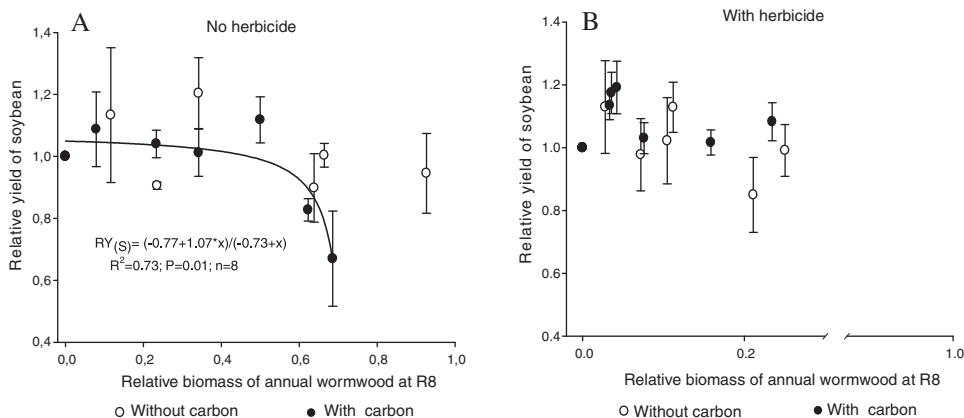 A
No herbicide
1,4
1,2
1,0
0,8
0,6
0,4
Relative yield of soybean
RY(S)= (-0.77+1.07*x)/(-0.73+x)
R2=0.73; P=0.01; n=8
0,0 0,2 0,4 0,6 0,8 1,0
Relative biomass of annual wormwood at R8
Without carbon With carbon
B
With herbicide
1.4
1.2
1.0
0.8
0.6
0.4
Relative yield of soybean
0.0 0.2 1.0
Relative biomass of annual wormwood at R8
Without carbon With carbon